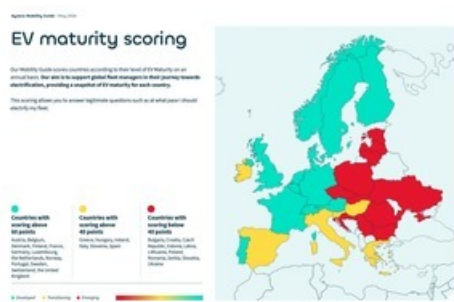 Ayvens Mobility Guide - May 2024
EV maturity scoring
Our Mobility Guide scores countries according to their level of EV Maturity on an
annual basis. Our aim is to support global fleet managers in their journey towards
electrification, providing a snapshot of EV maturity for each country.
This scoring allows you to answer legitimate questions such as at what pace I should
electrify my fleet.
Countries with
scoring above
50 points
Austria, Belgium,
Denmark, Finland, France,
Germany, Luxembourg,
the Netherlands, Norway,
Portugal, Sweden,
Switzerland, the United
Kingdom
Countries with
scoring above
40 points
Greece, Hungary, Ireland,
Italy, Slovenia, Spain
Countries with
scoring below
40 points
Bulgaria, Croatia, Czech
Republic, Estonia, Latvia,
Lithuania, Poland,
Romania, Serbia, Slovakia,
Ukraine
Developed
Transitioning
Emerging